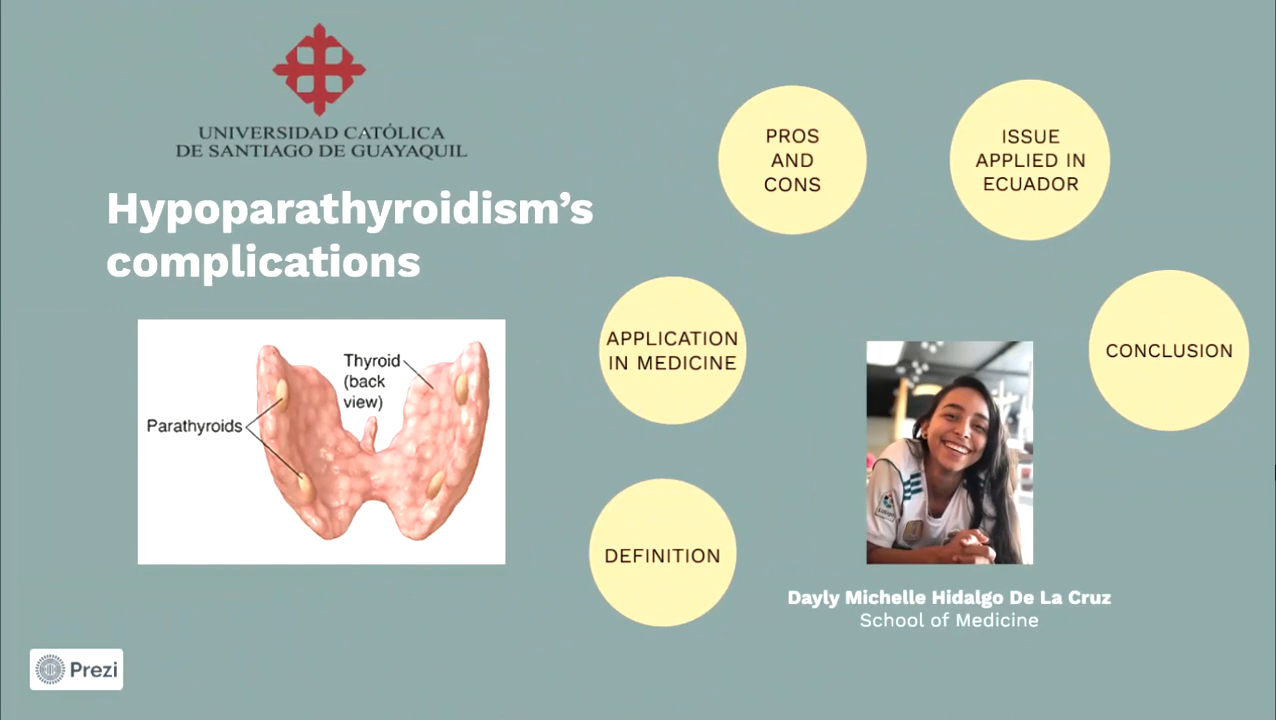 UNIVERSIDAD CATÓLICA
DE SANTIAGO DE GUAYAQUIL
Hypoparathyroidism’s
complications
Thyroid
(back
view)
Parathyroids
DEFINITION
APPLICATION
IN MEDICINE
PROS
AND
CONS
ISSUE
APPLIED IN
ECUADOR
CONCLUSION
Dayly Michelle Hidalgo De La Cruz
School of Medicine
Prezi